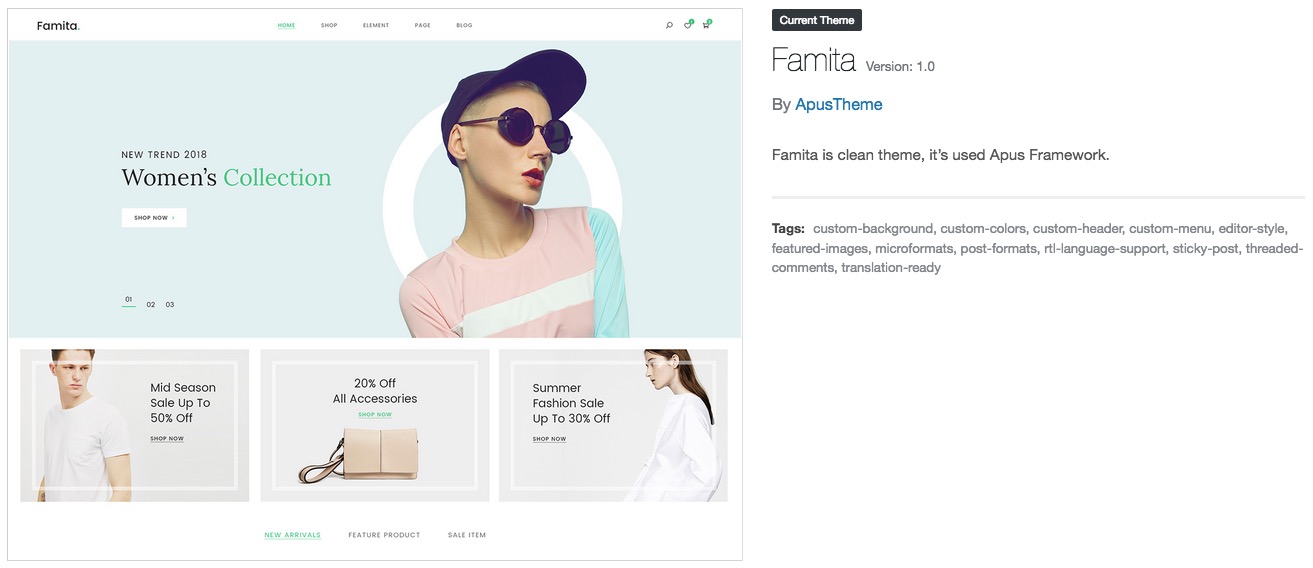 Famita.
HOME SHOP ELEMENT PAGE BLOG
NEW TREND 2018
Women's Collection
SHOP NOW ›
01 02 03
Mid Season
Sale Up To
50% Off
SHOP NOW
20% Off
All Accessories
SHOP NOW
Summer
Fashion Sale
Up To 30% Off
SHOP NOW
NEW ARRIVALS FEATURE PRODUCT SALE ITEM
Current Theme
Famita Version: 1.0
By ApusTheme
Famita is clean theme, it's used Apus Framework.
Tags: custom-background, custom-colors, custom-header, custom-menu, editor-style,
featured-images, microformats, post-formats, rtl-language-support, sticky-post, threaded-
comments, translation-ready